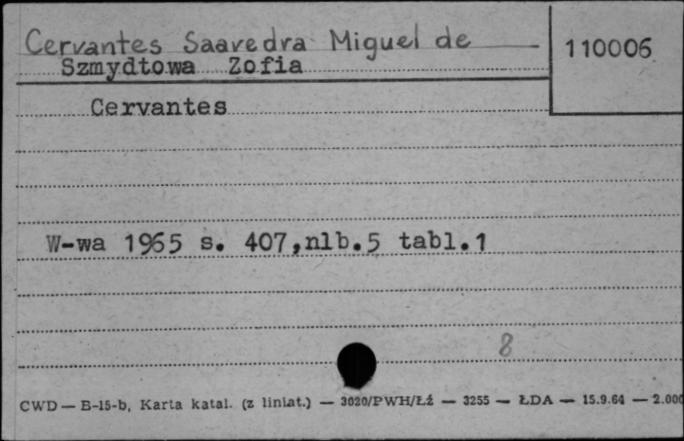 Cervantes Saavedra Miguel de
110006
Szmydtowa Zofia
Cervantes
W-wa 1965 s. 407,nlb.5 tabl.1
8
CWD — B-15-b, Karta katal. (z liniat.) — 3020/PWH/Łź — 3255 — ŁDA — 15.9.64 — 2.000